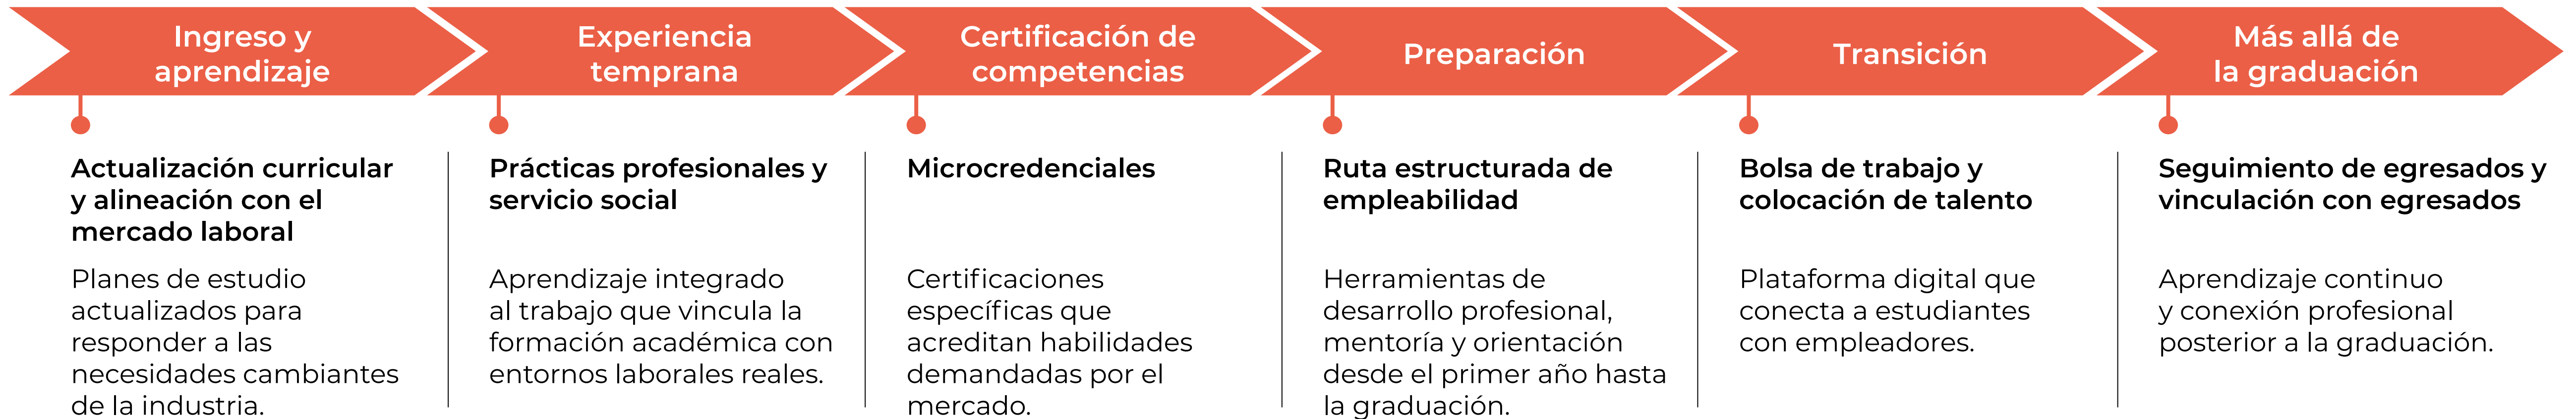 Ingreso y
aprendizaje
Experiencia
temprana
Certificación de
competencias
Preparación
Transición
Más allá de
la graduación
Actualización curricular
y alineación con el
mercado laboral
Planes de estudio
actualizados para
responder a las
necesidades cambiantes
de la industria.
Prácticas profesionales y
servicio social
Aprendizaje integrado
al trabajo que vincula la
formación académica con
entornos laborales reales.
Microcredenciales
Certificaciones
específicas que
acreditan habilidades
demandadas por el
mercado.
Ruta estructurada de
empleabilidad
Herramientas de
desarrollo profesional,
mentoría y orientación
desde el primer año hasta
la graduación.
Bolsa de trabajo y
colocación de talento
Plataforma digital que
conecta a estudiantes
con empleadores.
Seguimiento de egresados y
vinculación con egresados
Aprendizaje continuo
y conexión profesional
posterior a la graduación.